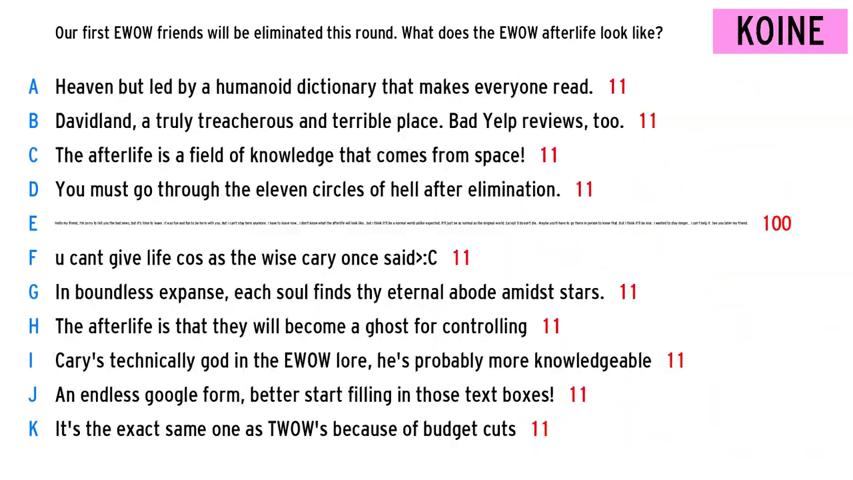 Our first EWOW friends will be eliminated this round. What does the EWOW afterlife look like?
KOINE
A Heaven but led by a humanoid dictionary that makes everyone read. 11
B Davidland, a truly treacherous and terrible place. Bad Yelp reviews, too. 11
C The afterlife is a field of knowledge that comes from space! 11
D You must go through the eleven circles of hell after elimination. 11
E 100
F u cant give life cos as the wise cary once said>:C 11
G In boundless expanse, each soul finds thy eternal abode amidst stars. 11
H The afterlife is that they will become a ghost for controlling 11
I Cary's technically god in the EWOW lore, he's probably more knowledgeable 11
J An endless google form, better start filling in those text boxes! 11
K It's the exact same one as TWOW's because of budget cuts 11